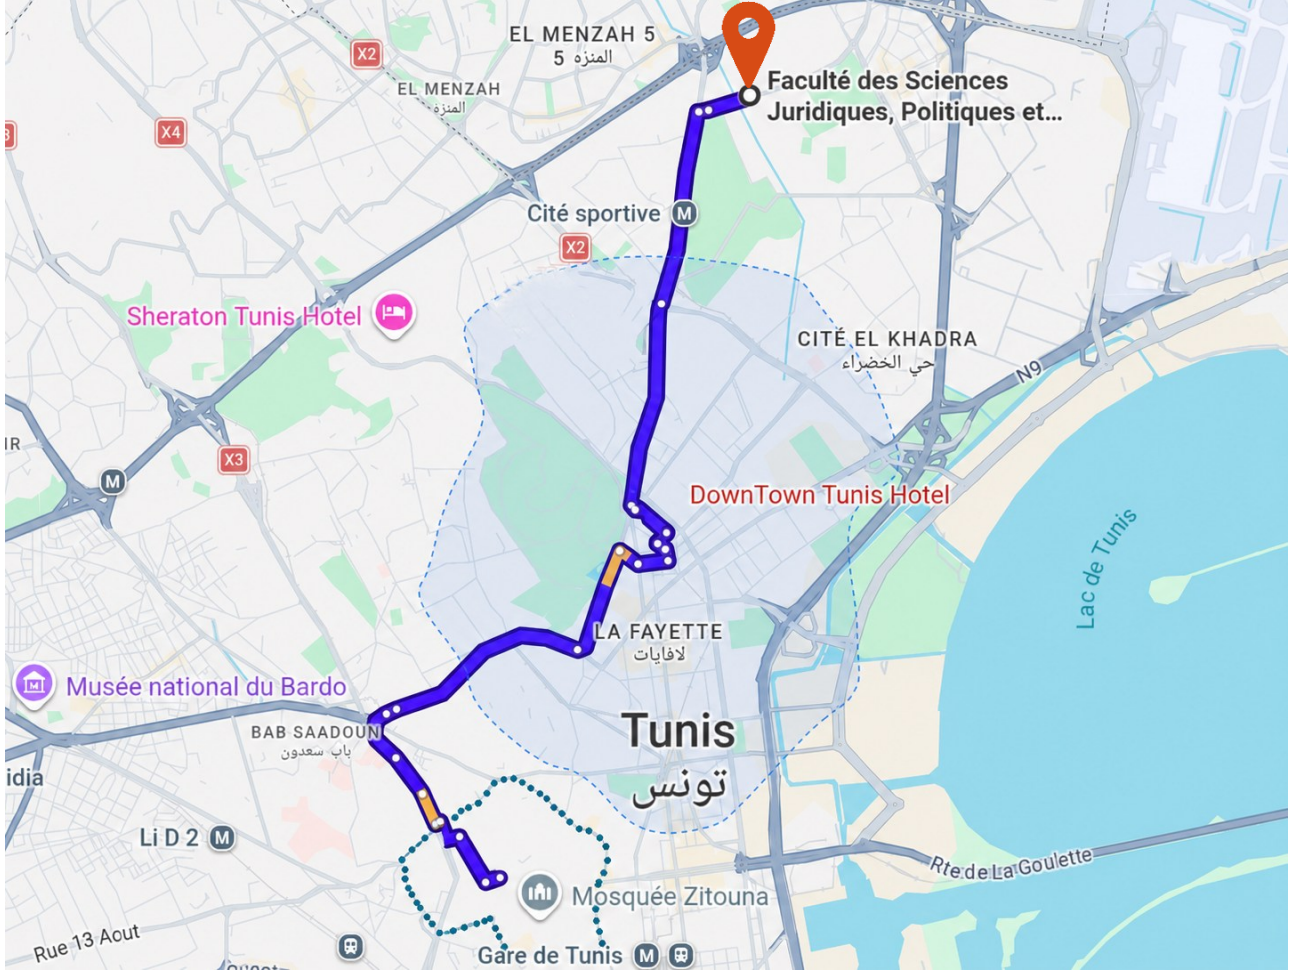 EL MENZAH 5
المنزه 5
X2
Faculté des Sciences
Juridiques, Politiques et...
EL MENZAH
المنزه
X4
Cité sportive M
X2
Sheraton Tunis Hotel
CITÉ EL KHADRA
حي الخضراء
N9
X3
M
DownTown Tunis Hotel
Lac de Tunis
LA FAYETTE
لافايات
Musée national du Bardo
BAB SAADOUN
باب سعدون
Tunis
تونس
idia
Li D 2 M
Rte de La Goulette
Mosquée Zitouna
Rue 13 Aout
Gare de Tunis M